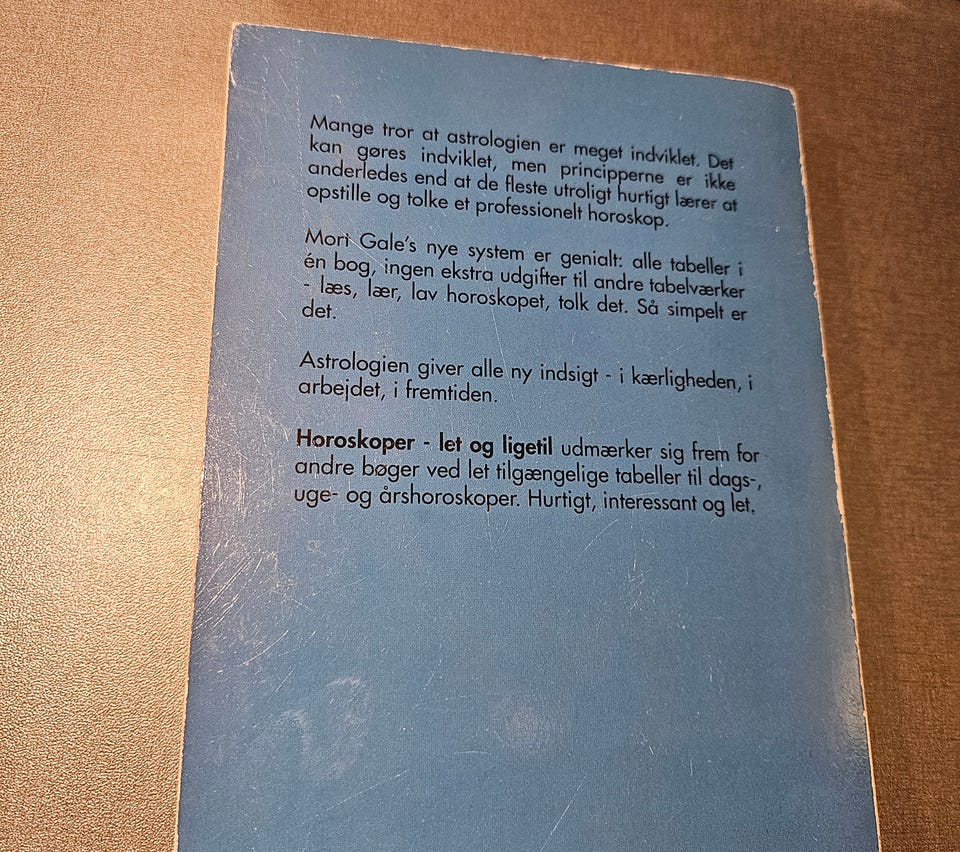 Mange tror at astrologien er meget indviklet. Det
kan gøres indviklet, men principperne er ikke
anderledes end at de fleste utroligt hurtigt lærer at
opstille og tolke et professionelt horoskop.
Mori Gale's nye system er genialt: alle tabeller i
én bog, ingen ekstra udgifter til andre tabelværker
- læs, lær, lav horoskopet, tolk det. Så simpelt er
det.
Astrologien giver alle ny indsigt - i kærligheden, i
arbejdet, i fremtiden.
Horoskoper - let og ligetil udmærker sig frem for
andre bøger ved let tilgængelige tabeller til dags-,
uge- og årshoroskoper. Hurtigt, interessant og let.